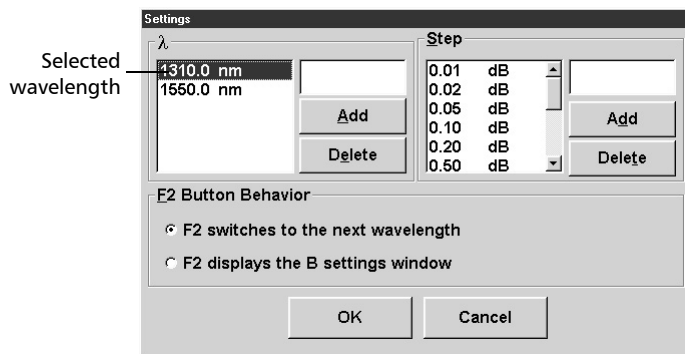 Settings
Selected
wavelength
λ
1310.0 nm
1550.0 nm
Add
Delete
Step
0.01 dB
0.02 dB
0.05 dB
0.10 dB
0.20 dB
0.50 dB
Add
Delete
F2 Button Behavior
F2 switches to the next wavelength
F2 displays the B settings window
OK
Cancel